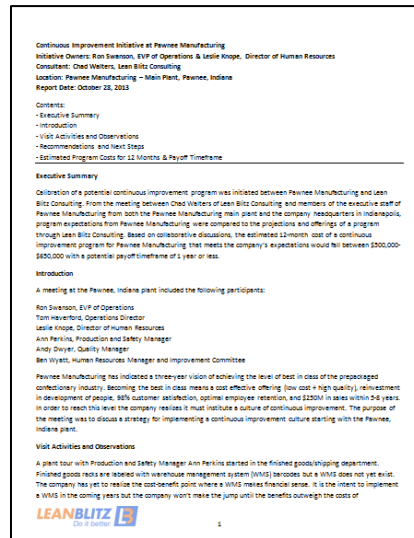 Continuous Improvement Initiative at Pawnee Manufacturing
Initiative Owners: Ron Swanson, EVP of Operations & Leslie Knope, Director of Human Resources
Consultant: Chad Walters, Lean Blitz Consulting
Location: Pawnee Manufacturing – Main Plant, Pawnee, Indiana
Report Date: October 28, 2013
Contents:
- Executive Summary
- Introduction
- Visit Activities and Observations
- Recommendations and Next Steps
- Estimated Program Costs for 12 Months & Payoff Timeframe
Executive Summary
Calibration of a potential continuous improvement program was initiated between Pawnee Manufacturing and Lean
Blitz Consulting. From the meeting between Chad Walters of Lean Blitz Consulting and members of the executive staff of
Pawnee Manufacturing from both the Pawnee Manufacturing main plant and the company headquarters in Indianapolis,
program expectations from Pawnee Manufacturing were compared to the projections and offerings of a program
through Lean Blitz Consulting. Based on collaborative discussions, the estimated 12-month cost of a continuous
improvement program for Pawnee Manufacturing that meets the company's expectations would fall between
with a potential payoff timeframe of 1 year or less.
Introduction
A meeting at the Pawnee, Indiana plant included the following participants:
Ron Swanson, EVP of Operations
Tom Haverford, Operations Director
Leslie Knope, Director of Human Resources
Ann Perkins, Production and Safety Manager
Andy Dwyer, Quality Manager
Ben Wyatt, Human Resources Manager and Improvement Committee
Pawnee Manufacturing has indicated a three-year vision of achieving the level of best in class of the prepackaged
confectionary industry. Becoming the best in class means a cost effective offering (low cost + high quality), reinvestment
in development of people, 98% customer satisfaction, optimal employee retention, and $250M in sales within 5-8 years.
In order to reach this level the company realizes it must institute a culture of continuous improvement. The purpose of
the meeting was to discuss a strategy for implementing a continuous improvement culture starting with the Pawnee,
Indiana plant.
Visit Activities and Observations
A plant tour with Production and Safety Manager Ann Perkins started in the finished goods/shipping department.
Finished goods racks are labeled with warehouse management system (WMS) barcodes but a WMS does not yet exist.
The company has yet to realize the cost-benefit point where a WMS makes financial sense. It is the intent to implement
a WMS in the coming years but the company won't make the jump until the benefits outweigh the costs of
LEANBLITZ
Do it better.
1